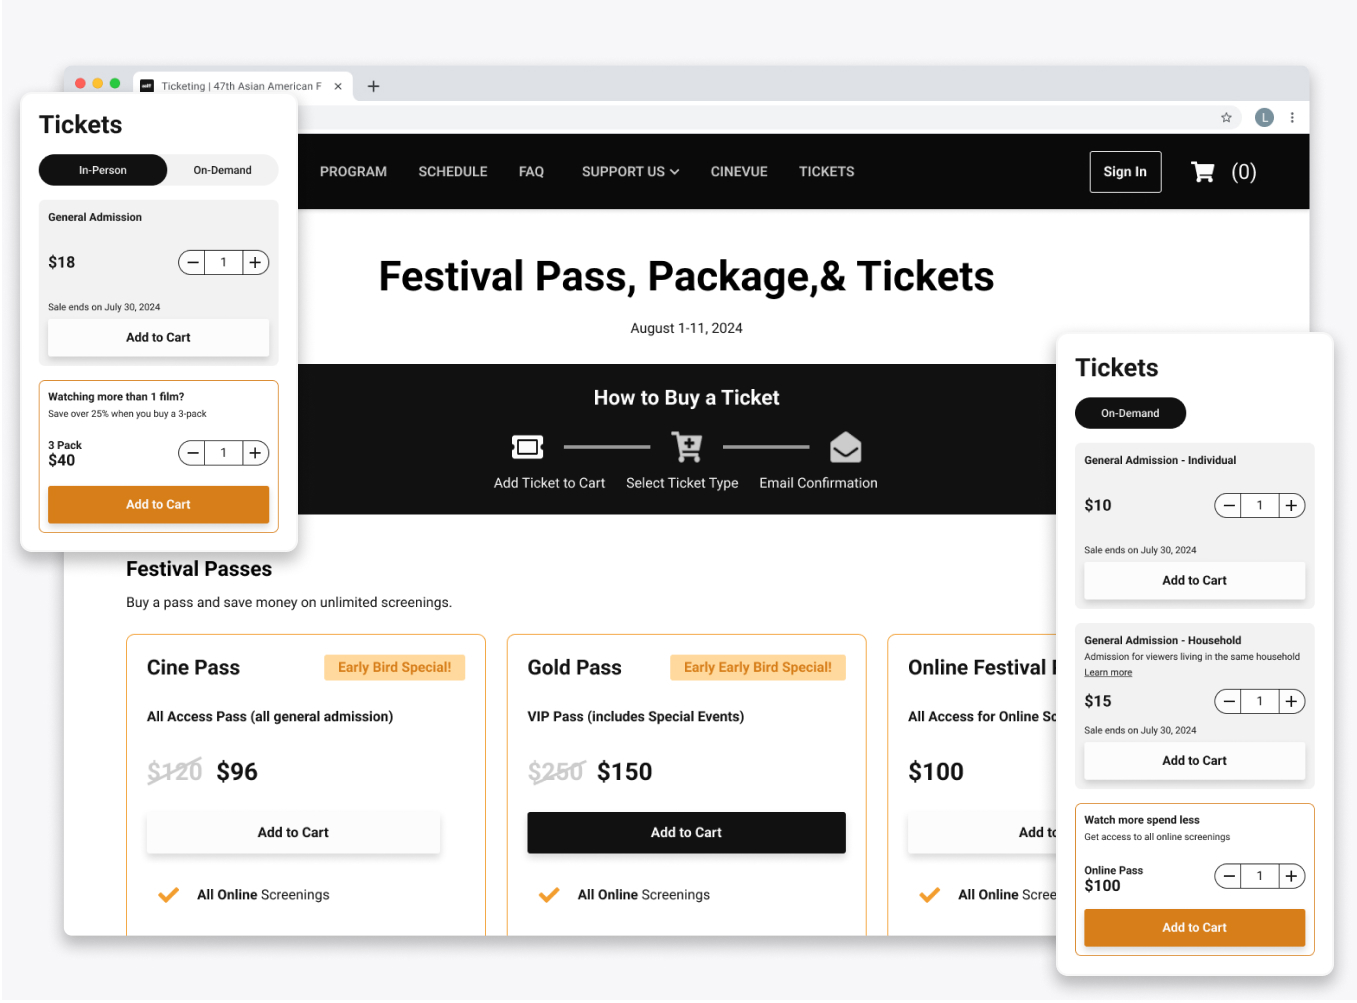 Ticketing | 47th Asian American F
L
PROGRAM SCHEDULE FAQ SUPPORT US CINEVUE TICKETS
Sign In (0)
Festival Pass, Package,& Tickets
August 1-11, 2024
How to Buy a Ticket
Add Ticket to Cart Select Ticket Type Email Confirmation
Festival Passes
Buy a pass and save money on unlimited screenings.
Cine Pass Early Bird Special!
All Access Pass (all general admission)
$120 $96
Add to Cart
All Online Screenings
Gold Pass Early Early Bird Special!
VIP Pass (includes Special Events)
$250 $150
Add to Cart
All Online Screenings
Online Festival
All Access for Online
$100
Add
All Online
Tickets
In-Person On-Demand
General Admission
$18 1
Sale ends on July 30, 2024
Add to Cart
Watching more than 1 film?
Save over 25% when you buy a 3-pack
3 Pack
$40 1
Add to Cart
Tickets
On-Demand
General Admission - Individual
$10 1
Sale ends on July 30, 2024
Add to Cart
General Admission - Household
Admission for viewers living in the same household
Learn more
$15 1
Sale ends on July 30, 2024
Add to Cart
Watch more spend less
Get access to all online screenings
Online Pass
$100 1
Add to Cart